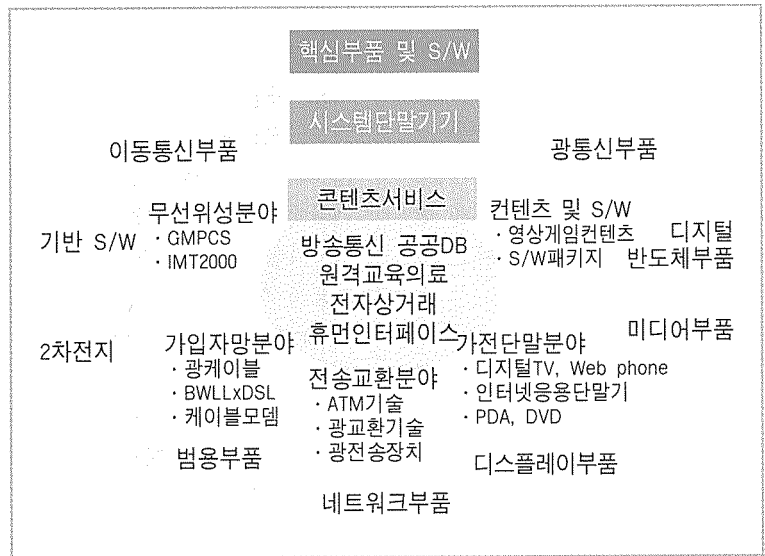 핵심부품 및 S/W
시스템단말기기
이동통신부품
광통신부품
콘텐츠서비스
무선위성분야
· GMPCS
· IMT2000
기반 S/W
컨텐츠 및 S/W
· 영상게임컨텐츠
· S/W패키지
디지털
반도체부품
방송통신 공공DB
원격교육의료
전자상거래
휴먼인터페이스
미디어부품
2차전지
가입자망분야
· 광케이블
· BWLLxDSL
· 케이블모뎀
전송교환분야
· ATM기술
· 광교환기술
· 광전송장치
가전단말분야
· 디지털TV, Web phone
· 인터넷응용단말기
· PDA, DVD
범용부품
디스플레이부품
네트워크부품